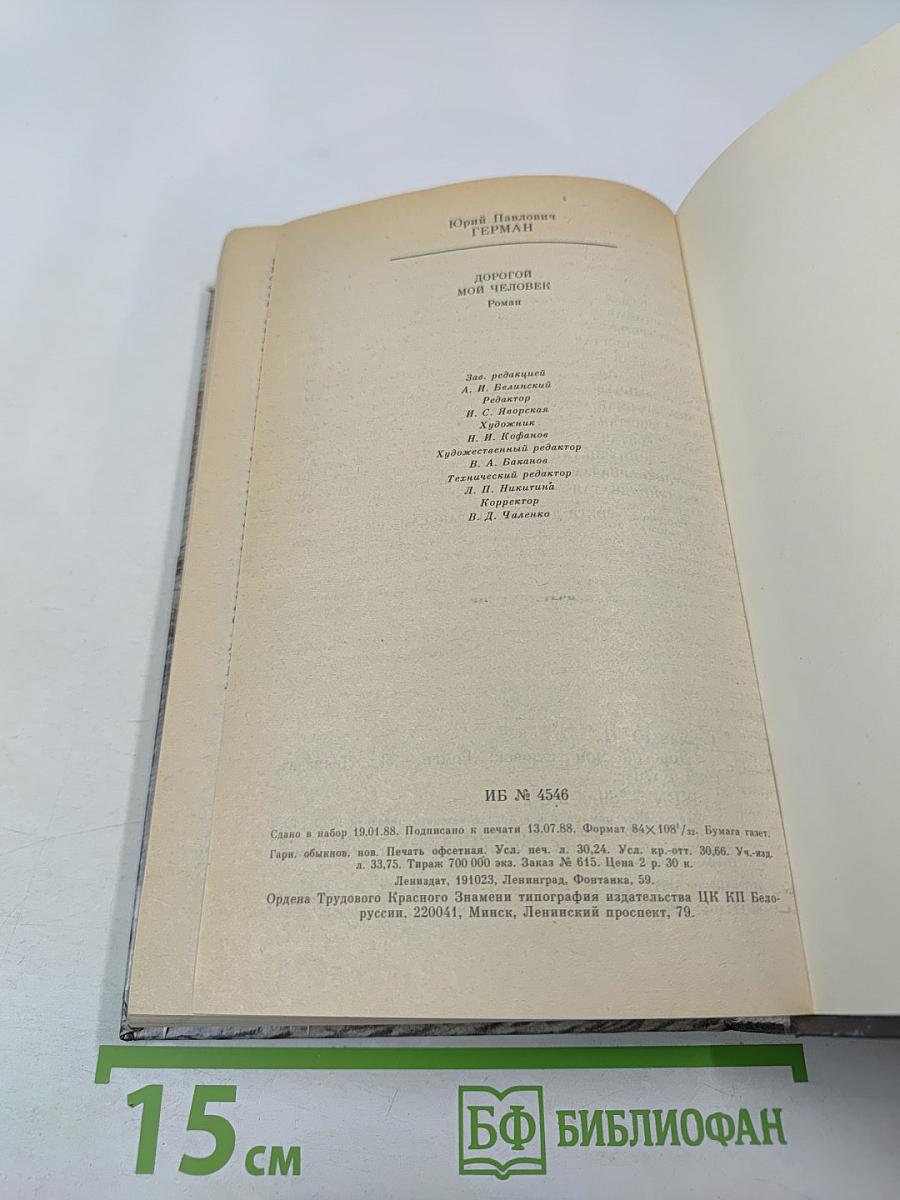 Юрий Павлович
ГЕРМАН
ДОРОГОЙ
МОЙ ЧЕЛОВЕК
Роман
Зав. редакцией
А. И. Белинский
Редактор
И. С. Яворская
Художник
Н. И. Кофанов
Художественный редактор
В. А. Баканов
Технический редактор
Л. П. Никитина
Корректор
В. Д. Чаленко
ИБ № 4546
Сдано в набор 19.01.88. Подписано к печати 13.07.88. Формат 84×108¹/₃₂. Бумага газет.
Гарн. обыкнов. нов. Печать офсетная. Усл. печ. л. 30,24. Усл. кр.-отт. 30,66. Уч.-изд.
л. 33,75. Тираж 700 000 экз. Заказ № 615. Цена 2 р. 30 к.
Лениздат, 191023, Ленинград, Фонтанка, 59.
Ордена Трудового Красного Знамени типография издательства ЦК КП Бело-
руссии. 220041, Минск, Ленинский проспект, 79.
15 см
БФ БИБЛИОФАН